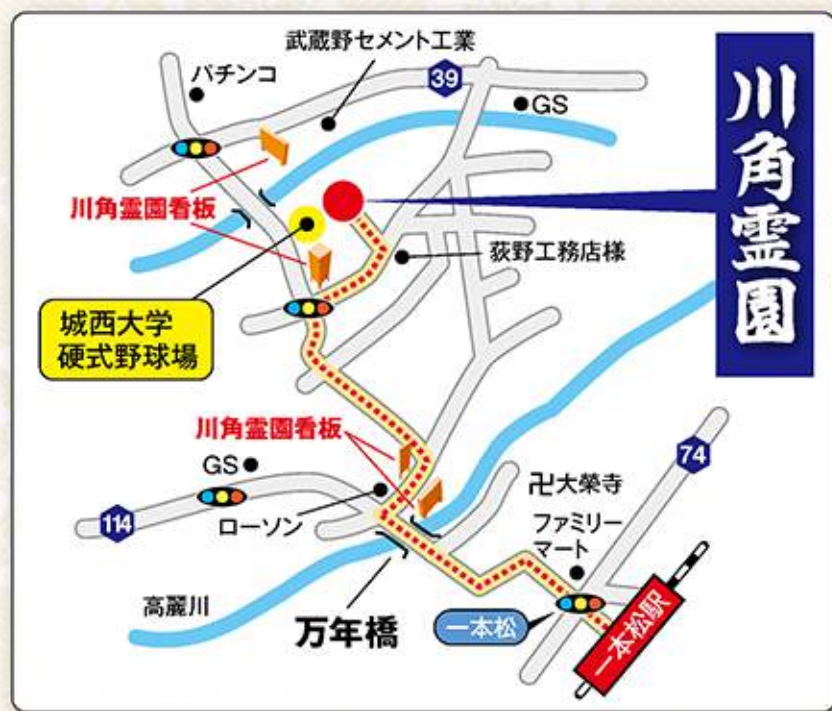 武蔵野セメント工業
パチンコ
39
GS
川角霊園
川角霊園看板
荻野工務店様
城西大学
硬式野球場
川角霊園看板
GS
74
卍大榮寺
114
ローソン
ファミリー
マート
高麗川
万年橋
一本松
一本松駅